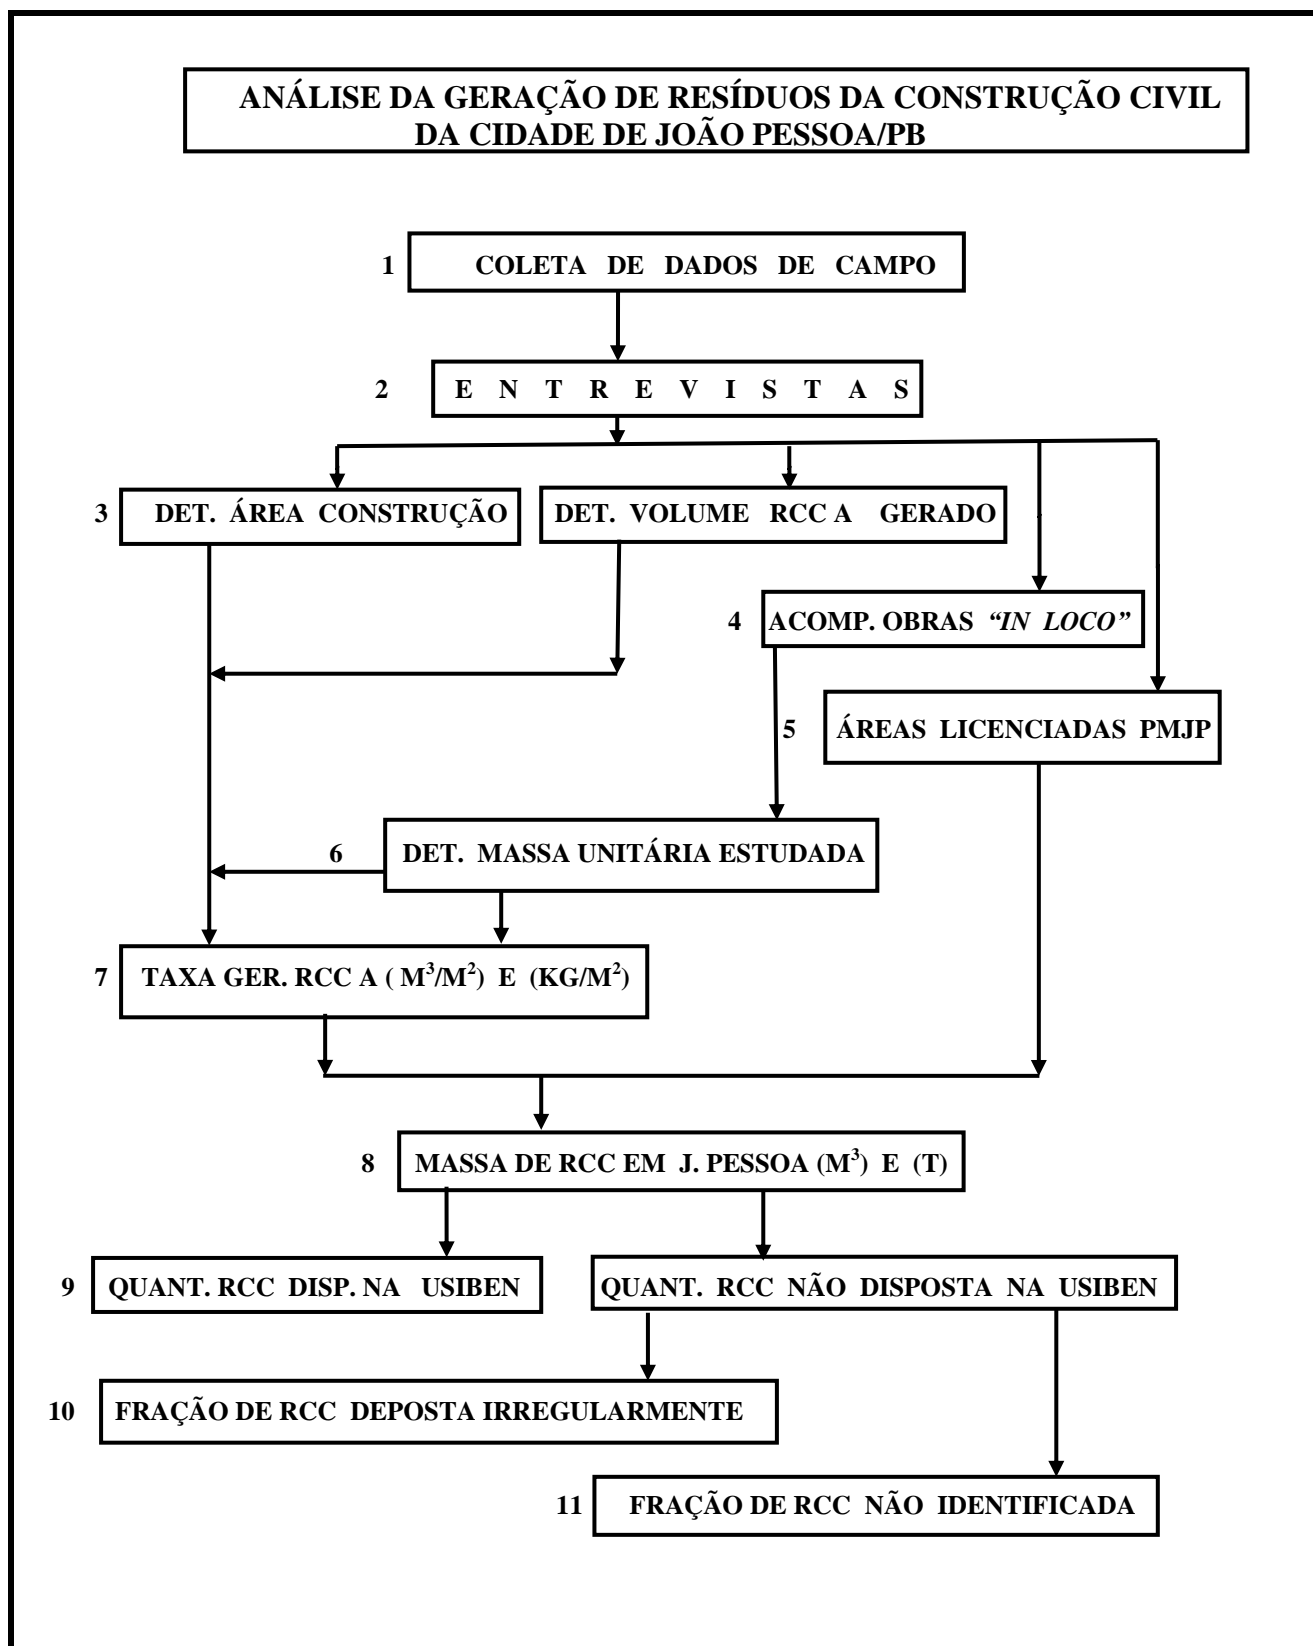 ANÁLISE DA GERAÇÃO DE RESÍDUOS DA CONSTRUÇÃO CIVIL
DA CIDADE DE JOÃO PESSOA/PB
1 COLETA DE DADOS DE CAMPO
2 E N T R E V I S T A S
3 DET. ÁREA CONSTRUÇÃO
DET. VOLUME RCC A GERADO
4 ACOMP. OBRAS “IN LOCO”
5 ÁREAS LICENCIADAS PMJP
6 DET. MASSA UNITÁRIA ESTUDADA
7 TAXA GER. RCC A ( M³/M²) E (KG/M²)
8 MASSA DE RCC EM J. PESSOA (M³) E (T)
9 QUANT. RCC DISP. NA USIBEN
QUANT. RCC NÃO DISPOSTA NA USIBEN
10 FRAÇÃO DE RCC DEPOSTA IRREGULARMENTE
11 FRAÇÃO DE RCC NÃO IDENTIFICADA